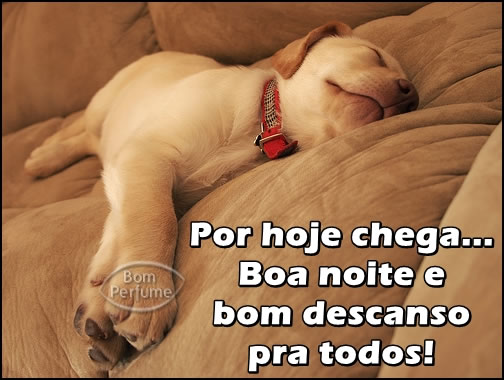 Bom
Perfume
Por hoje chega...
Boa noite e
bom descanso
pra todos!